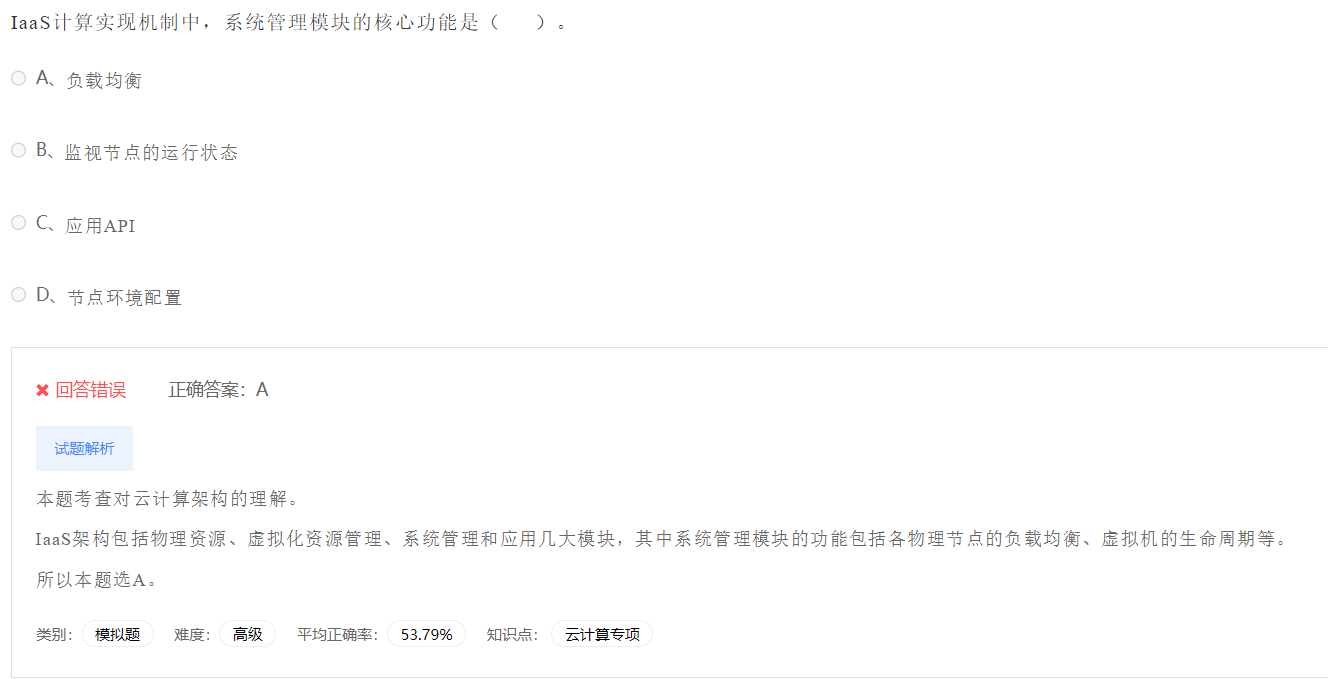 IaaS计算实现机制中，系统管理模块的核心功能是（　　）。
A、负载均衡
B、监视节点的运行状态
C、应用API
D、节点环境配置
✖ 回答错误 正确答案：A
试题解析
本题考查对云计算架构的理解。
IaaS架构包括物理资源、虚拟化资源管理、系统管理和应用几大模块，其中系统管理模块的功能包括各物理节点的负载均衡、虚拟机的生命周期等。
所以本题选A。
类别： 模拟题 难度： 高级 平均正确率： 53.79% 知识点： 云计算专项